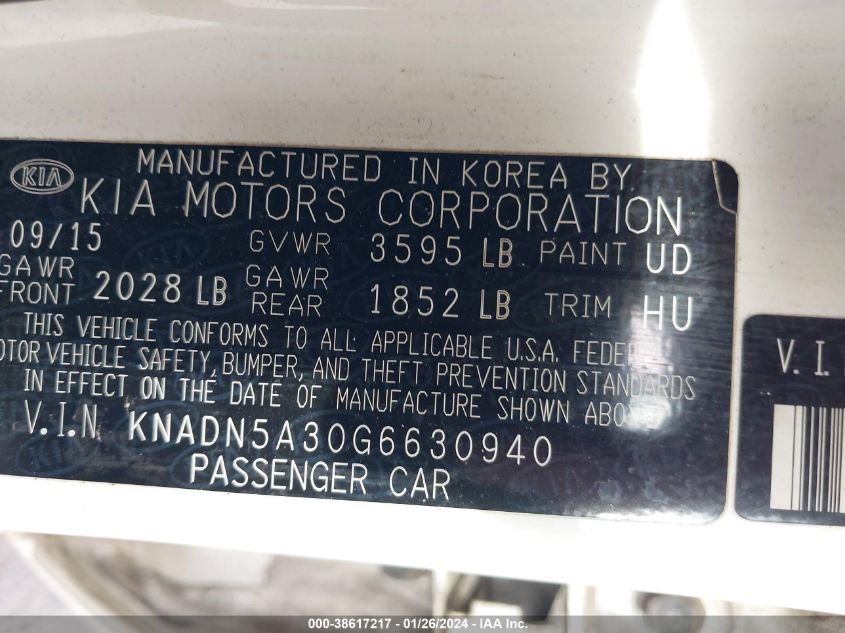 MANUFACTURED IN KOREA BY
KIA KIA MOTORS CORPORATION
09/15 GVWR 3595 LB PAINT UD
GAWR FRONT 2028 LB GAWR REAR 1852 LB TRIM HU
THIS VEHICLE CONFORMS TO ALL APPLICABLE U.S.A. FEDE
OTOR VEHICLE SAFETY, BUMPER, AND THEFT PREVENTION STANDARDS
IN EFFECT ON THE DATE OF MANUFACTURE SHOWN ABOVE
V.I.N KNADN5A30G6630940
PASSENGER CAR
V.I.
000-38617217 - 01/26/2024 - IAA Inc.